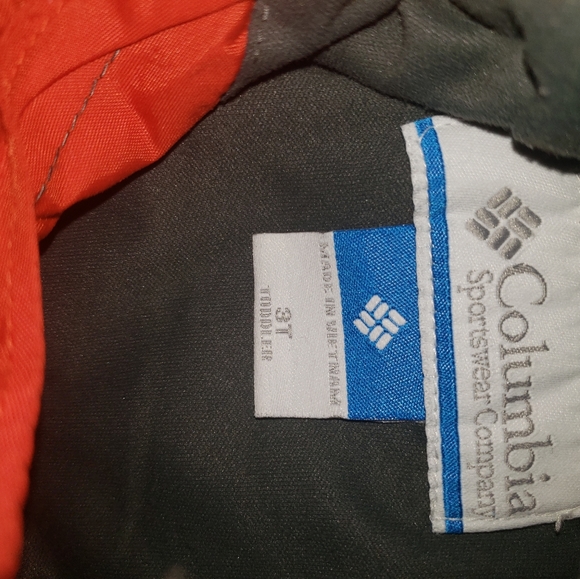 Columbia
Sportswear Company
MADE IN VIETNAM
3T
TODDLER